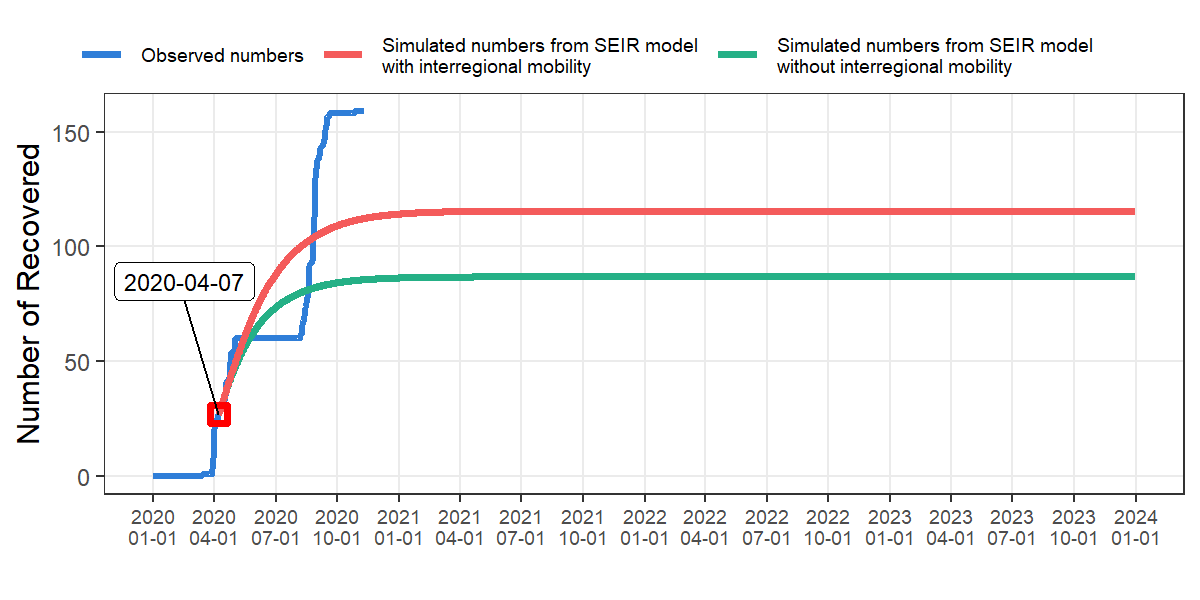 Observed numbers
Simulated numbers from SEIR model
with interregional mobility
Simulated numbers from SEIR model
without interregional mobility
Number of Recovered
150
100
50
0
2020-04-07
2020 2020 2020 2020 2021 2021 2021 2021 2022 2022 2022 2022 2023 2023 2023 2023 2024
01-01 04-01 07-01 10-01 01-01 04-01 07-01 10-01 01-01 04-01 07-01 10-01 01-01 04-01 07-01 10-01 01-01